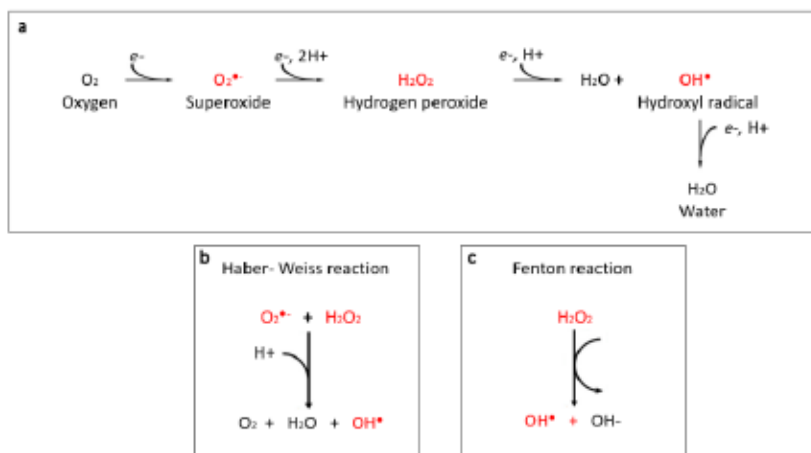 a
e- e-, 2H+ e-, H+
O₂ O₂•- H₂O₂ H₂O + OH•
Oxygen Superoxide Hydrogen peroxide Hydroxyl radical
e-, H+
H₂O
Water
b
Haber- Weiss reaction
O₂•- + H₂O₂
H+
O₂ + H₂O + OH•
c
Fenton reaction
H₂O₂
OH• + OH-